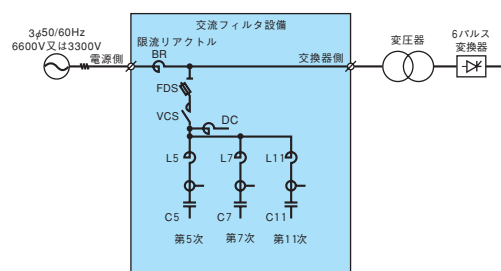 3φ50/60Hz
6600V又は3300V
電源側
交流フィルタ設備
限流リアクトル
BR
交換器側
変圧器
6パルス
変換器
FDS
VCS
DC
L5
L7
L11
C5
C7
C11
第5次
第7次
第11次